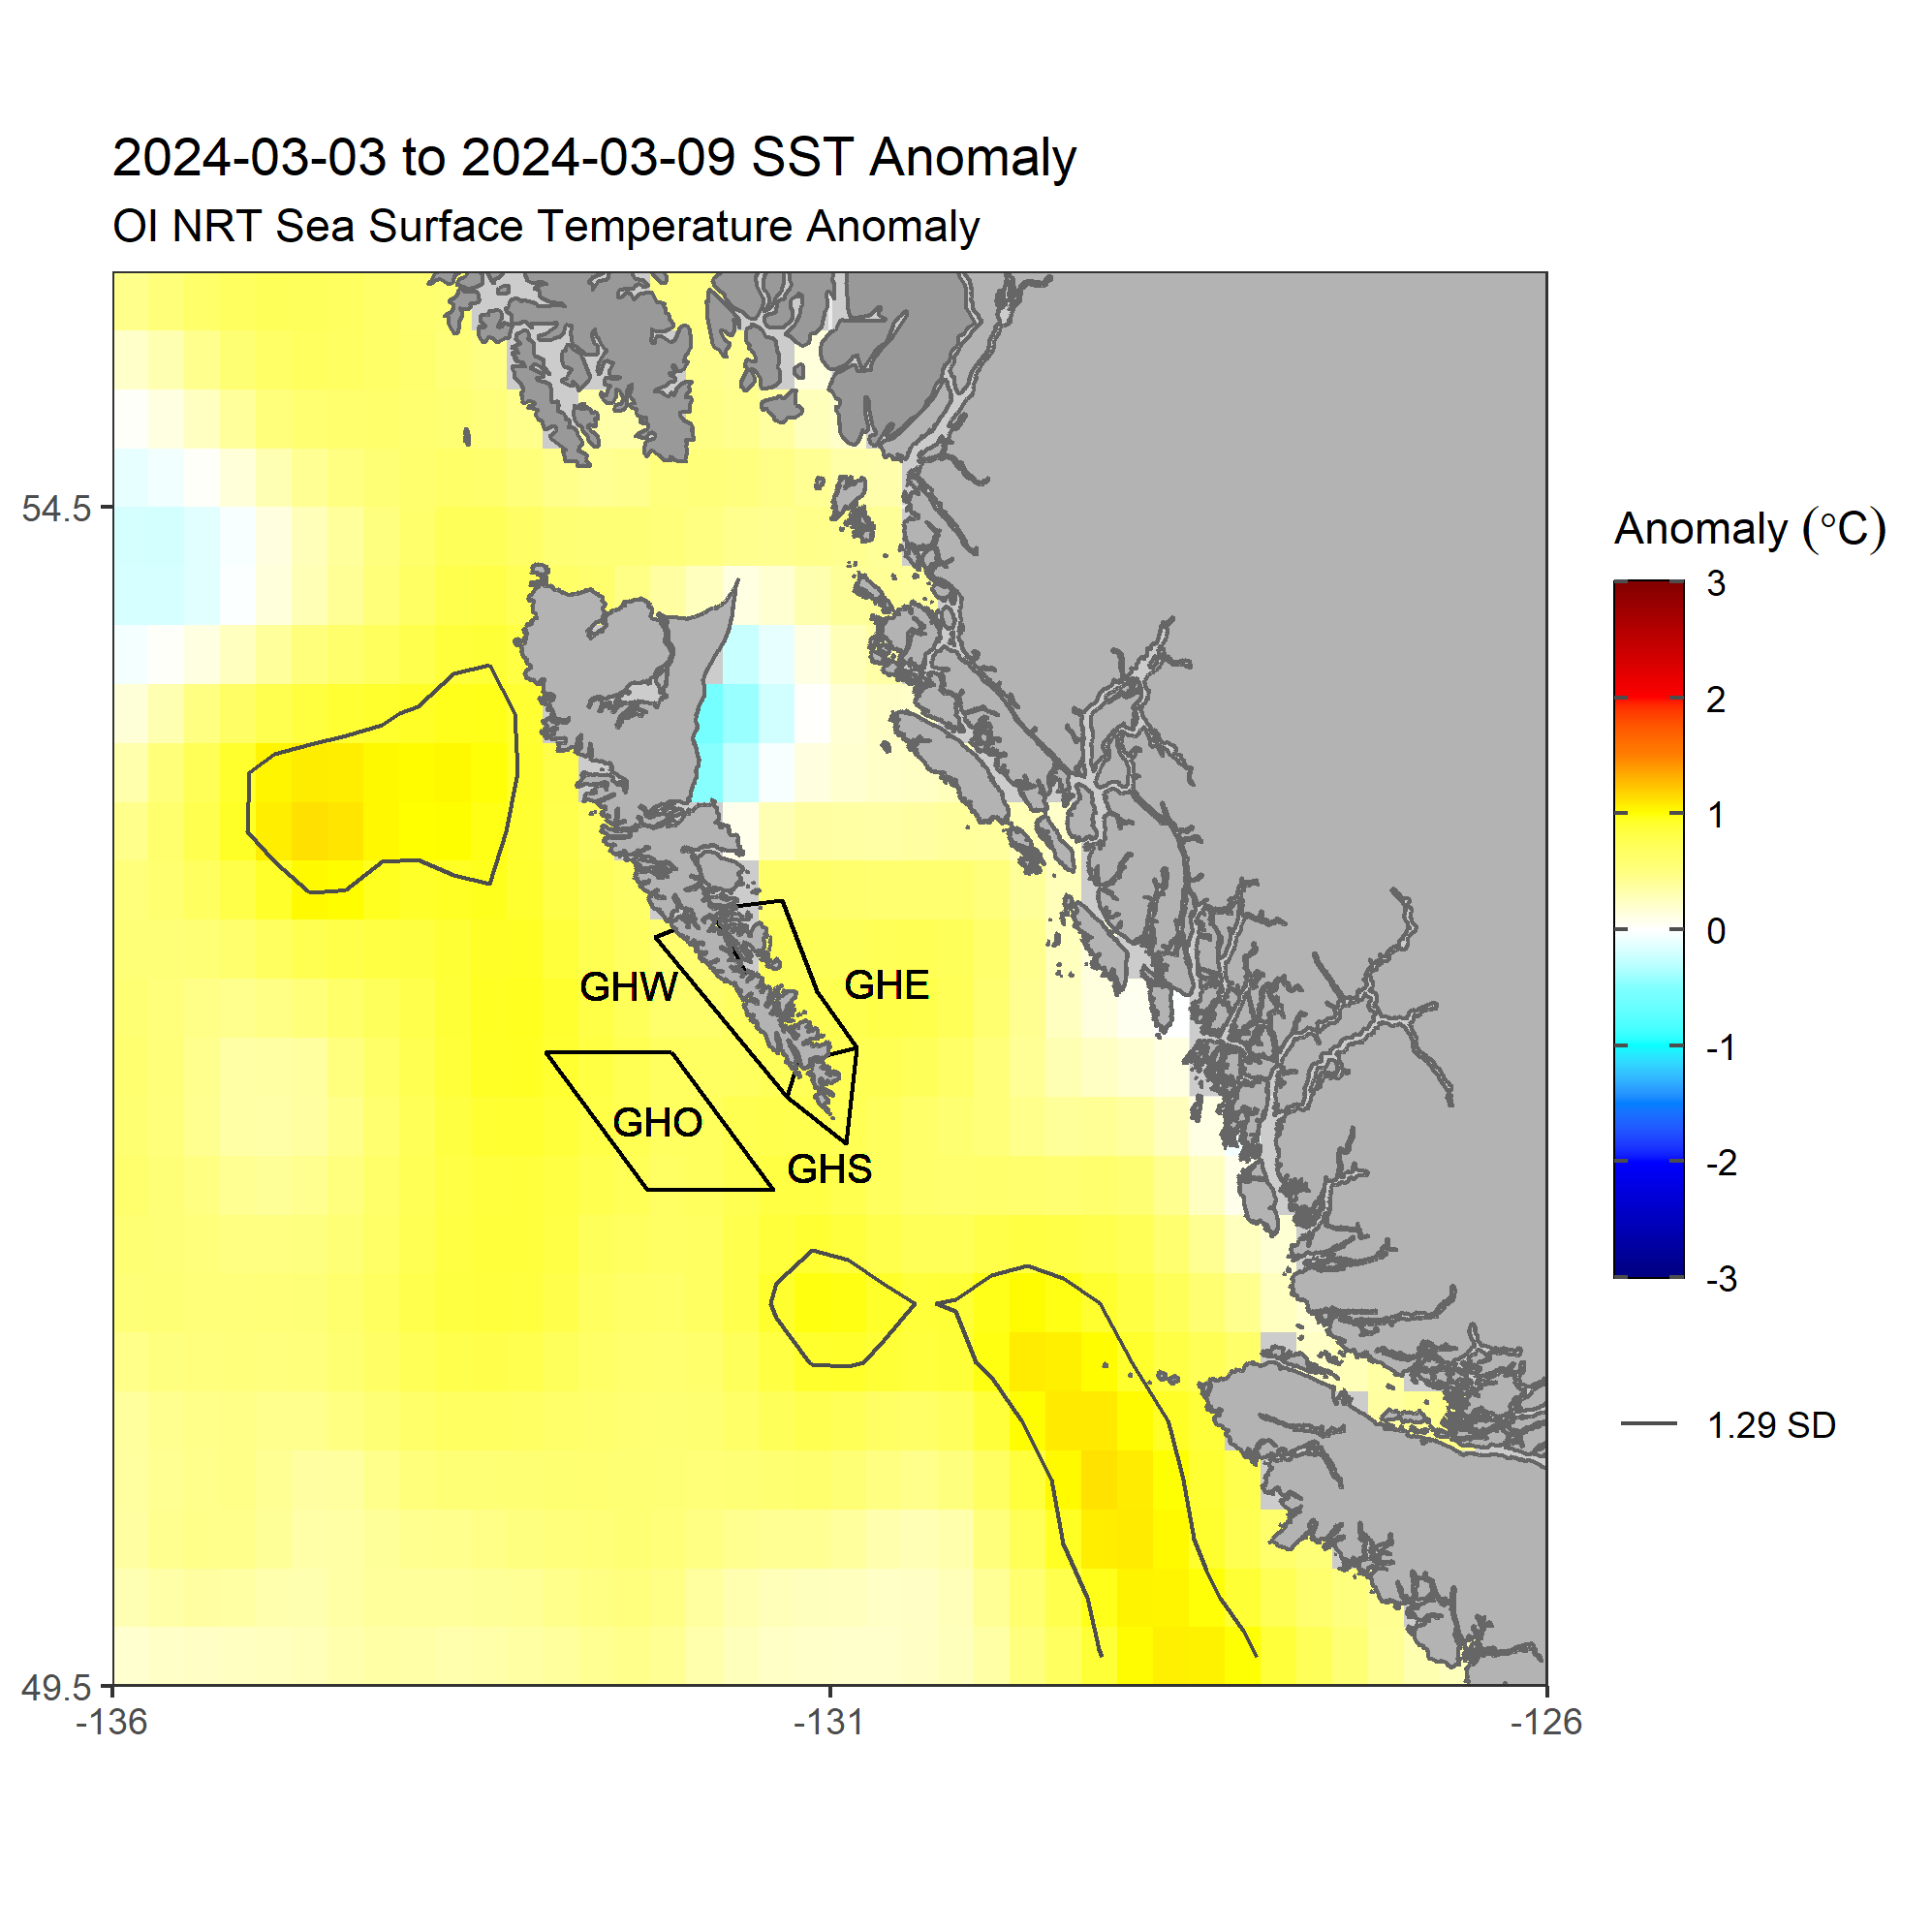 2024-03-03 to 2024-03-09 SST Anomaly
OI NRT Sea Surface Temperature Anomaly
54.5
49.5
-136
-131
-126
GHW
GHE
GHO
GHS
Anomaly (°C)
3
2
1
0
-1
-2
-3
1.29 SD